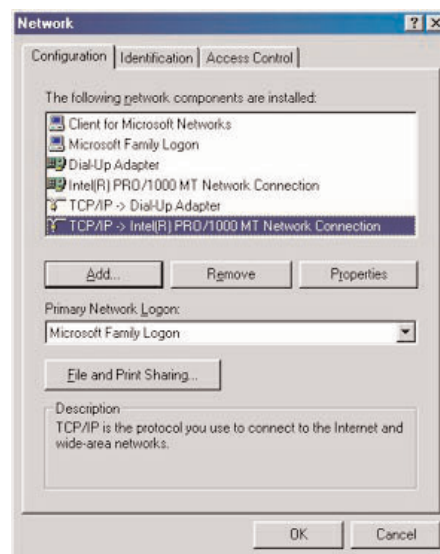 Network
Configuration
Identification
Access Control
The following network components are installed:
Client for Microsoft Networks
Microsoft Family Logon
Dial-Up Adapter
Intel(R) PRO/1000 MT Network Connection
TCP/IP -> Dial-Up Adapter
TCP/IP -> Intel(R) PRO/1000 MT Network Connection
Add...
Remove
Properties
Primary Network Logon:
Microsoft Family Logon
File and Print Sharing...
Description
TCP/IP is the protocol you use to connect to the Internet and
wide-area networks.
OK
Cancel